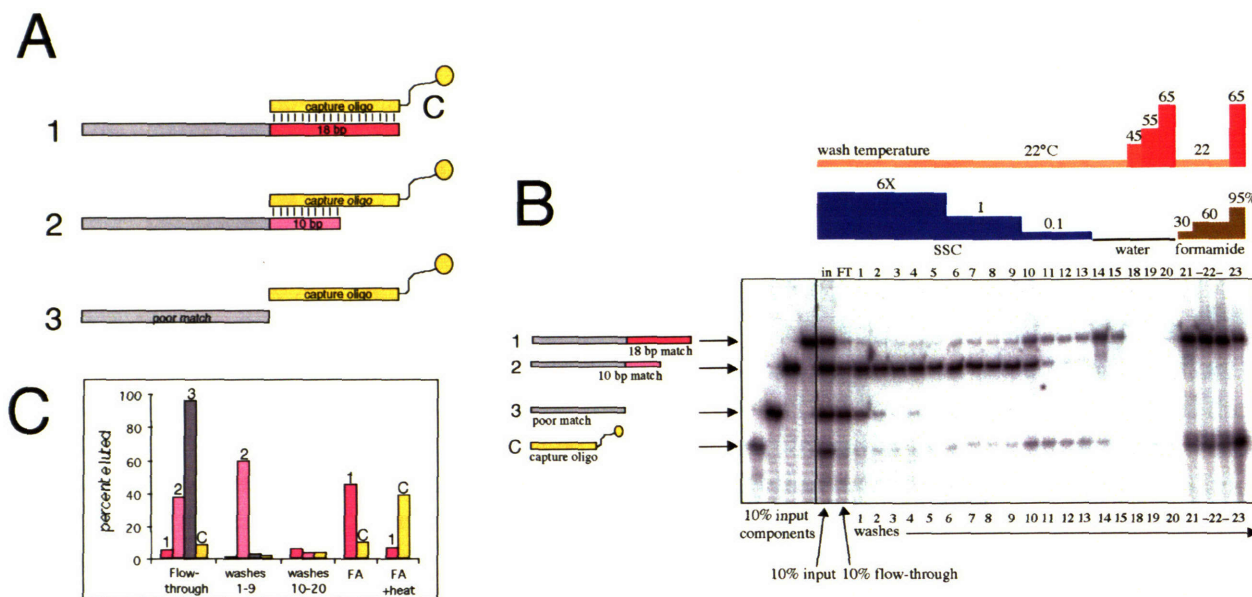 A
capture oligo
C
1
18 bp
capture oligo
2
10 bp
capture oligo
3
poor match
B
wash temperature
22°C
45
55
65
22
65
6X
1
0.1
30
60
95%
SSC
water
formamide
in FT 1 2 3 4 5 6 7 8 9 10 11 12 13 14 15 18 19 20 21 -22- 23
1
18 bp match
2
10 bp match
3
poor match
C
capture oligo
10% input
components
1 2 3 4 5 6 7 8 9 10 11 12 13 14 15 18 19 20 21 -22- 23
washes
10% input
10% flow-through
C
percent eluted
100
80
60
40
20
0
1
2
3
C
2
1
C
1
C
Flow-
through
washes
1-9
washes
10-20
FA
FA
+heat